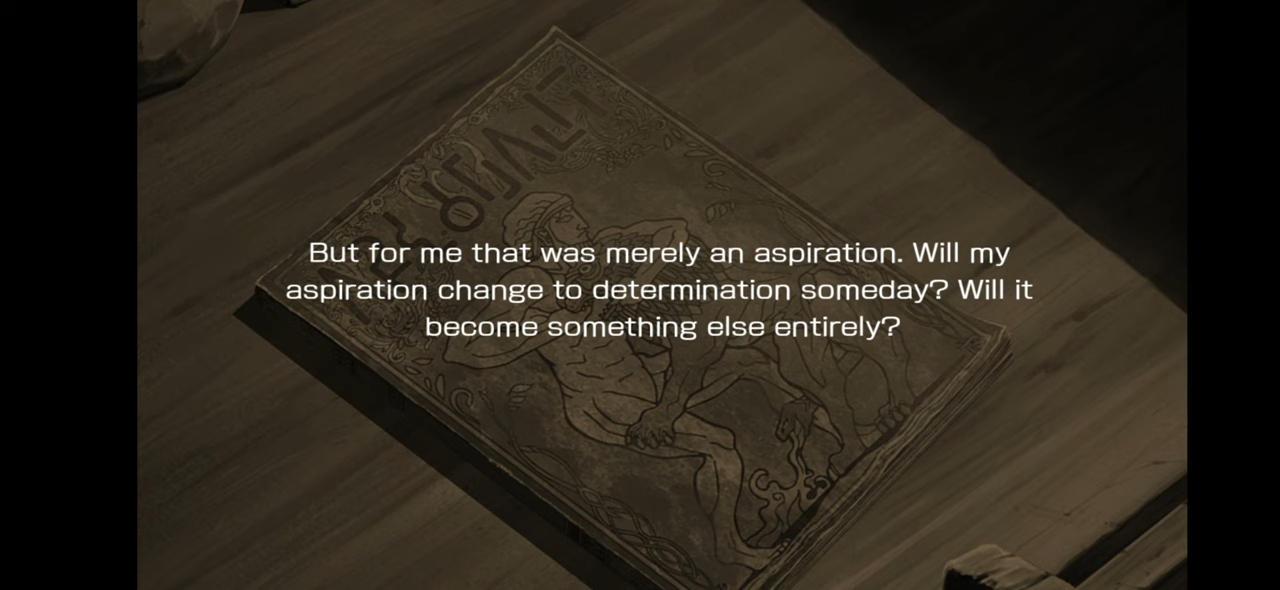 But for me that was merely an aspiration. Will my
aspiration change to determination someday? Will it
become something else entirely?